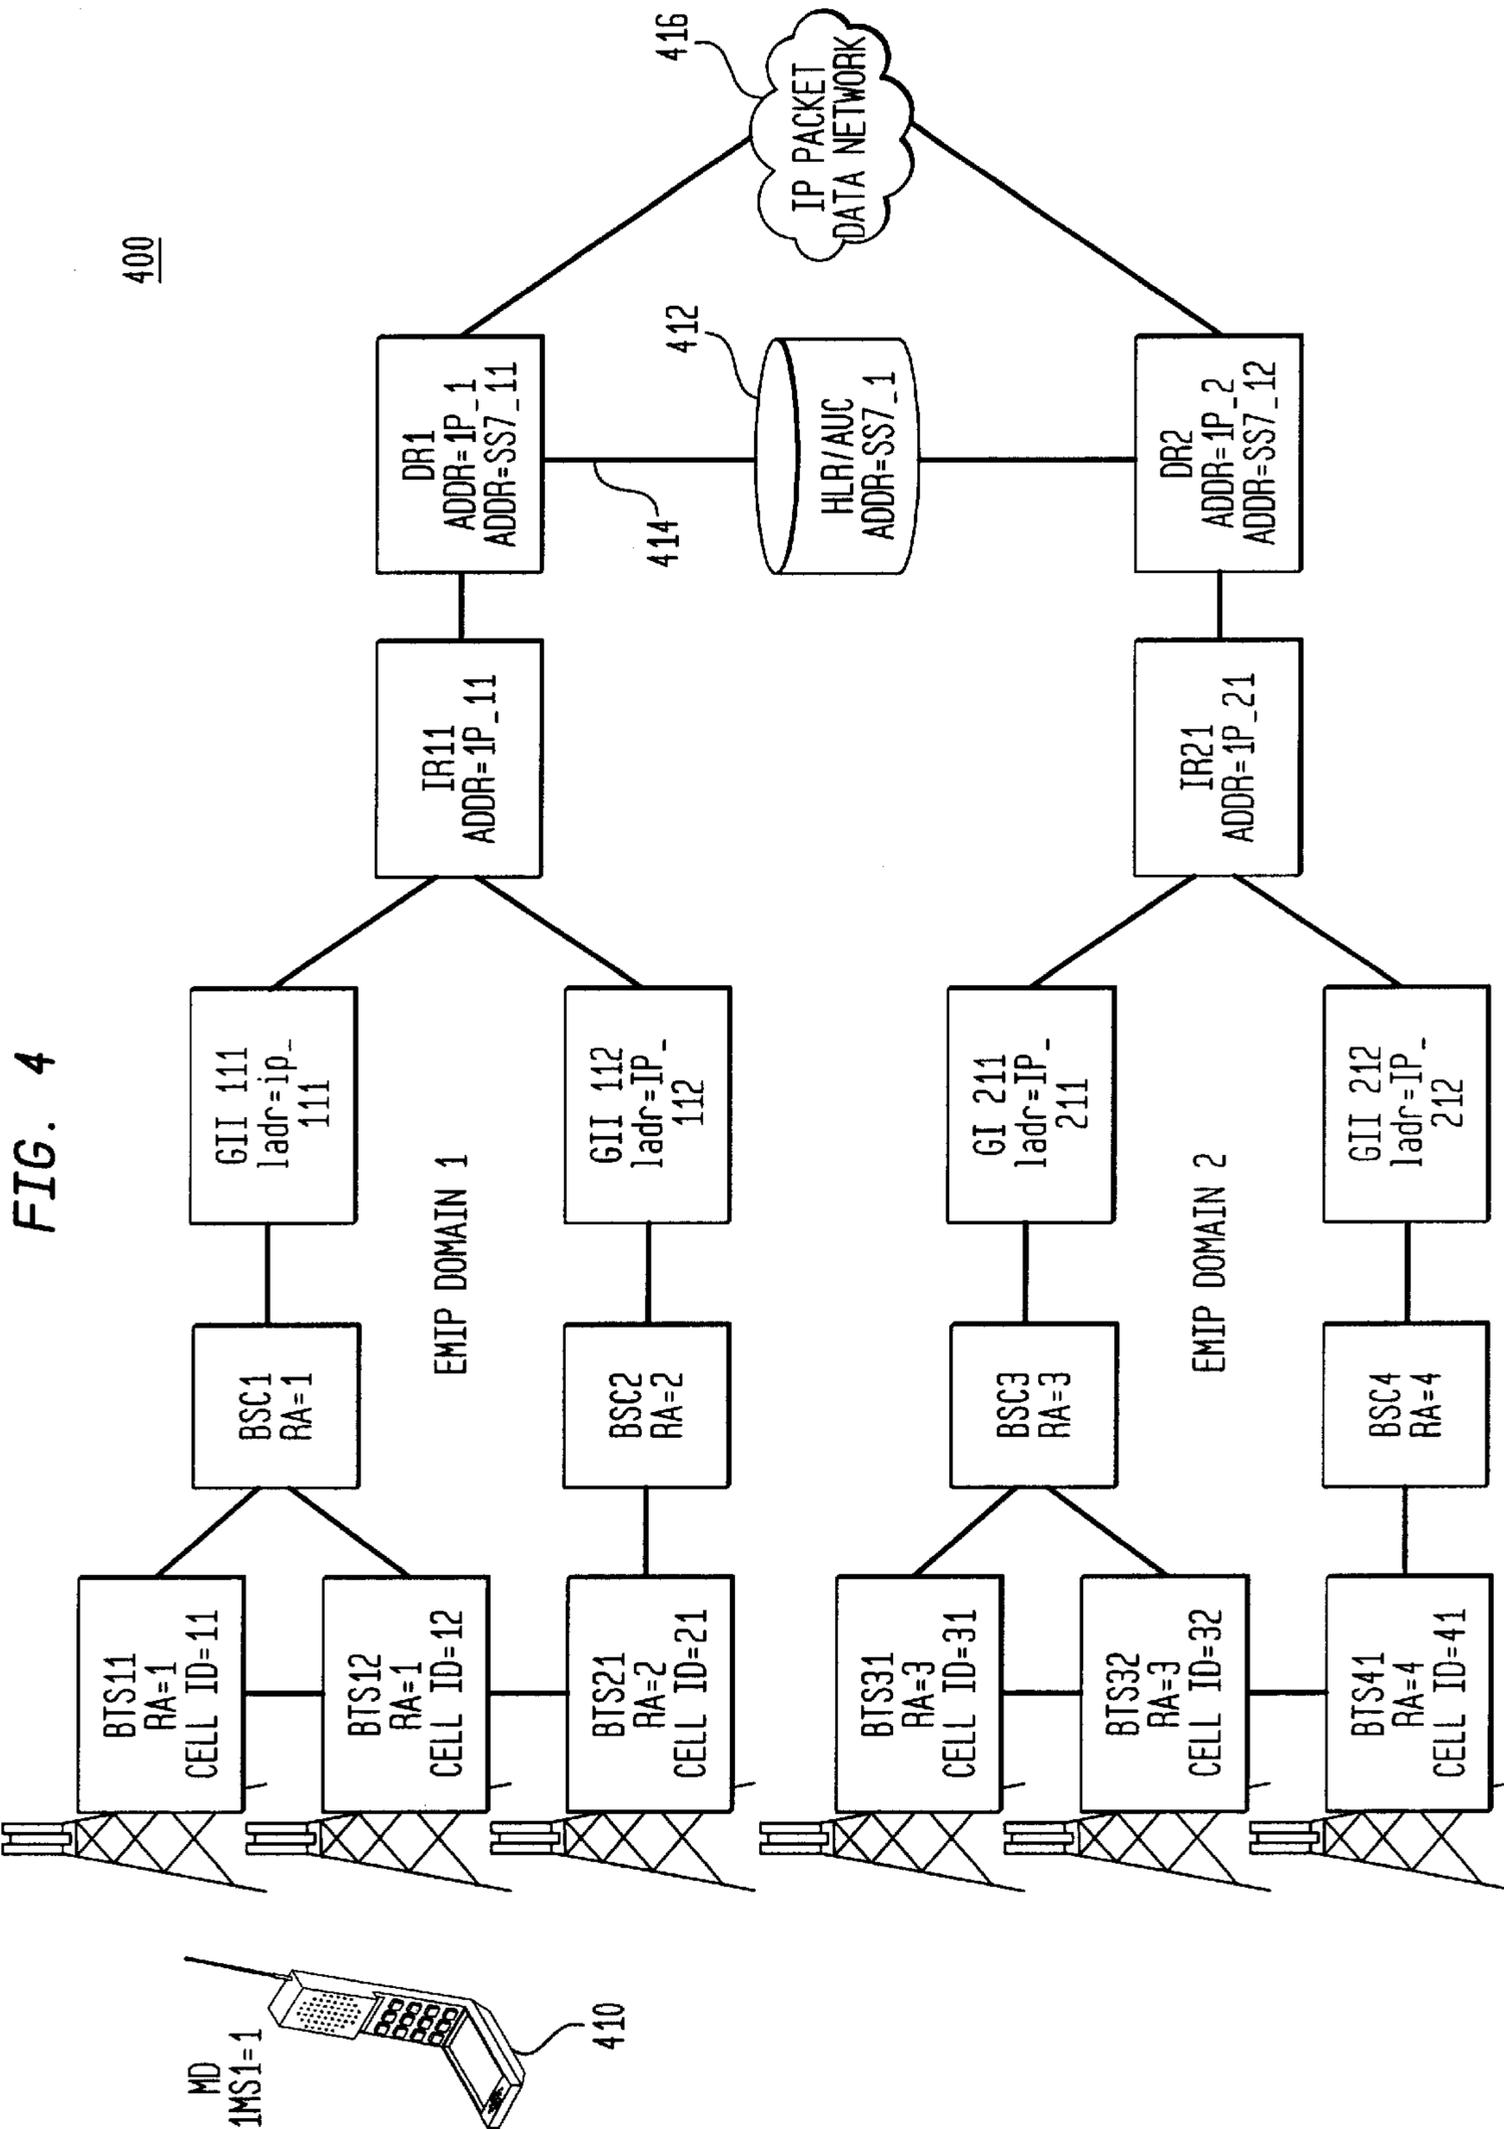 FIG. 4
400
MD
1MS1=1
410
BTS11
RA=1
CELL ID=11
BTS12
RA=1
CELL ID=12
BTS21
RA=2
CELL ID=21
BSC1
RA=1
BSC2
RA=2
EMIP DOMAIN 1
GII 111
ladr=ip_
111
GII 112
ladr=IP_
112
IR11
ADDR=1P_11
DR1
ADDR=1P_1
ADDR=SS7_11
414
412
HLR/AUC
ADDR=SS7_1
416
IP PACKET
DATA NETWORK
BTS31
RA=3
CELL ID=31
BTS32
RA=3
CELL ID=32
BTS41
RA=4
CELL ID=41
BSC3
RA=3
BSC4
RA=4
EMIP DOMAIN 2
GI 211
ladr=IP_
211
GII 212
ladr=IP_
212
IR21
ADDR=1P_21
DR2
ADDR=1P_2
ADDR=SS7_12